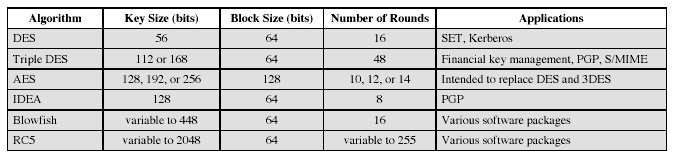 Algorithm Key Size (bits) Block Size (bits) Number of Rounds Applications
DES 56 64 16 SET, Kerberos
Triple DES 112 or 168 64 48 Financial key management, PGP, S/MIME
AES 128, 192, or 256 128 10, 12, or 14 Intended to replace DES and 3DES
IDEA 128 64 8 PGP
Blowfish variable to 448 64 16 Various software packages
RC5 variable to 2048 64 variable to 255 Various software packages